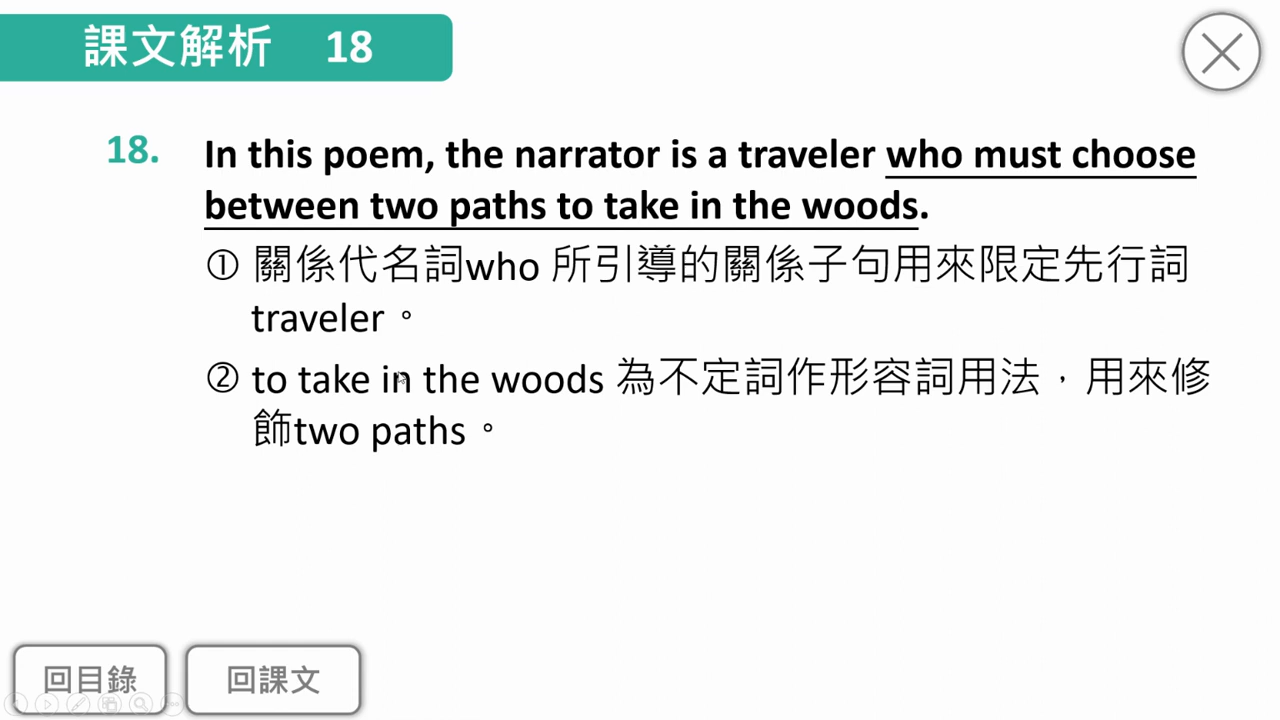 課文解析 18
18. In this poem, the narrator is a traveler who must choose
between two paths to take in the woods.
① 關係代名詞who 所引導的關係子句用來限定先行詞
traveler。
② to take in the woods 為不定詞作形容詞用法，用來修
飾two paths。
回目錄 回課文